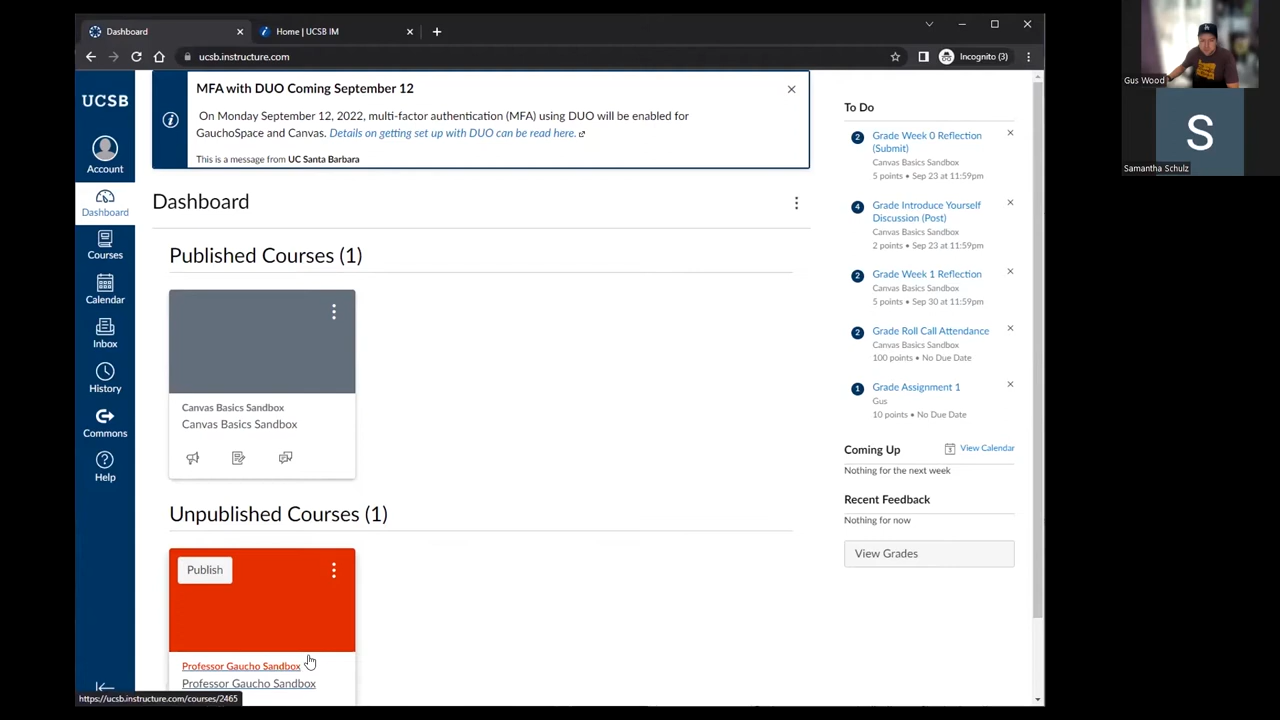 Dashboard
Home | UCSB IM
ucsb.instructure.com
Incognito (3)
UCSB
Account
Dashboard
Courses
Calendar
Inbox
History
Commons
Help
MFA with DUO Coming September 12
On Monday September 12, 2022, multi-factor authentication (MFA) using DUO will be enabled for
GauchoSpace and Canvas. Details on getting set up with DUO can be read here.
This is a message from UC Santa Barbara
Dashboard
Published Courses (1)
Canvas Basics Sandbox
Canvas Basics Sandbox
Unpublished Courses (1)
Publish
Professor Gaucho Sandbox
Professor Gaucho Sandbox
https://ucsb.instructure.com/courses/2465
To Do
2
Grade Week 0 Reflection
(Submit)
Canvas Basics Sandbox
5 points • Sep 23 at 11:59pm
4
Grade Introduce Yourself
Discussion (Post)
Canvas Basics Sandbox
2 points • Sep 23 at 11:59pm
2
Grade Week 1 Reflection
Canvas Basics Sandbox
5 points • Sep 30 at 11:59pm
2
Grade Roll Call Attendance
Canvas Basics Sandbox
100 points • No Due Date
1
Grade Assignment 1
Gus
10 points • No Due Date
Coming Up
View Calendar
Nothing for the next week
Recent Feedback
Nothing for now
View Grades
Gus Wood
S
Samantha Schulz